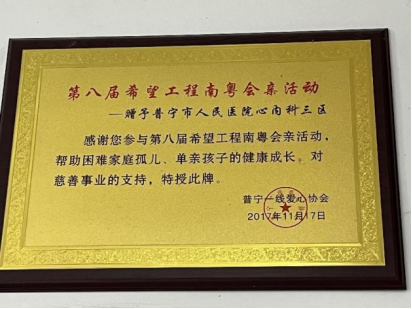 第八届希望工程南粤会亲活动
—赠予普宁市人民医院心内科三区
感谢您参与第八届希望工程南粤会亲活动，
帮助困难家庭孤儿、单亲孩子的健康成长。对
慈善事业的支持，特授此牌。
普宁一线爱心协会
2017年11月17日